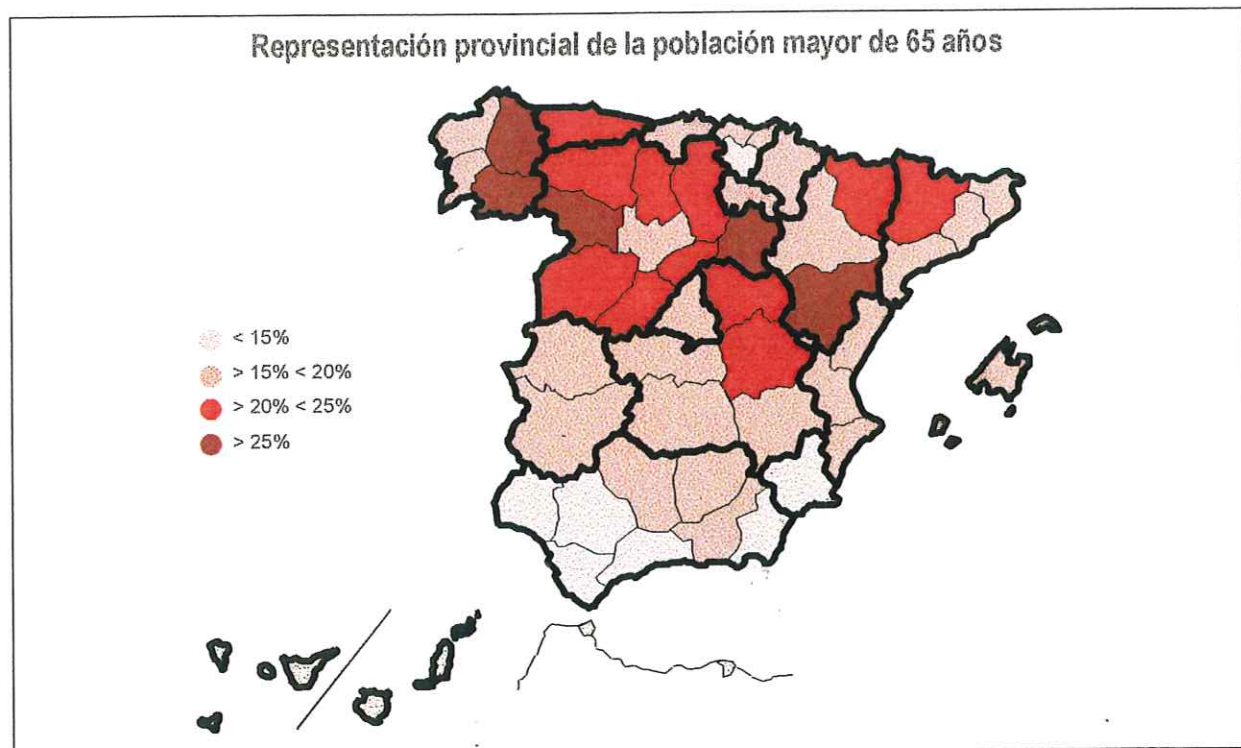 Representación provincial de la población mayor de 65 años
< 15%
> 15% < 20%
> 20% < 25%
> 25%